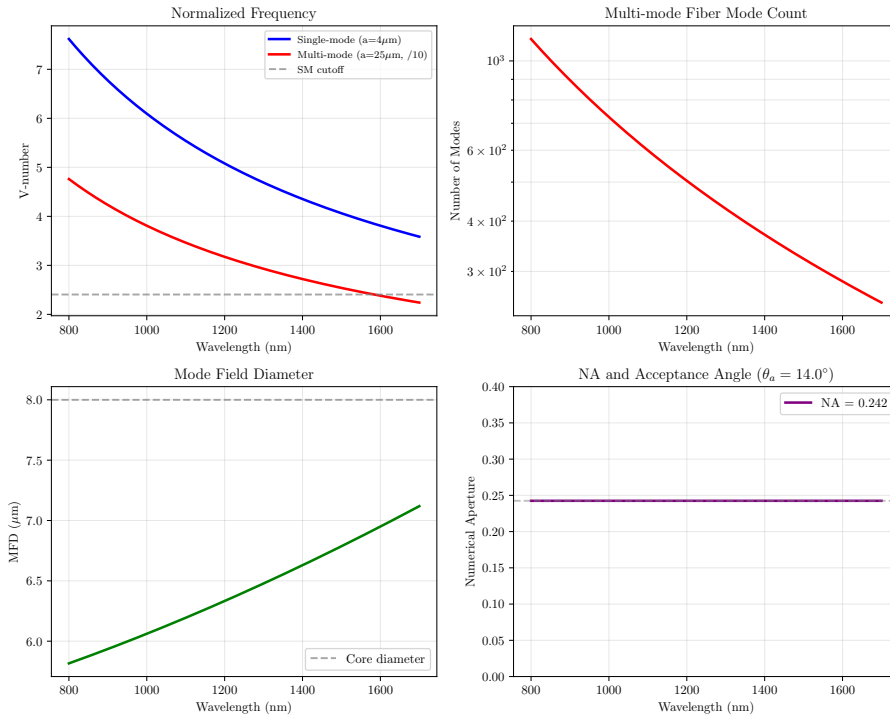 Normalized Frequency
V-number
7
6
5
4
3
2
Single-mode (a=4μm)
Multi-mode (a=25μm, /10)
SM cutoff
800 1000 1200 1400 1600
Wavelength (nm)
Multi-mode Fiber Mode Count
Number of Modes
10³
6 × 10²
4 × 10²
3 × 10²
800 1000 1200 1400 1600
Wavelength (nm)
Mode Field Diameter
MFD (μm)
8.0
7.5
7.0
6.5
6.0
Core diameter
800 1000 1200 1400 1600
Wavelength (nm)
NA and Acceptance Angle (θₐ = 14.0°)
Numerical Aperture
0.40
0.35
0.30
0.25
0.20
0.15
0.10
0.05
0.00
NA = 0.242
800 1000 1200 1400 1600
Wavelength (nm)